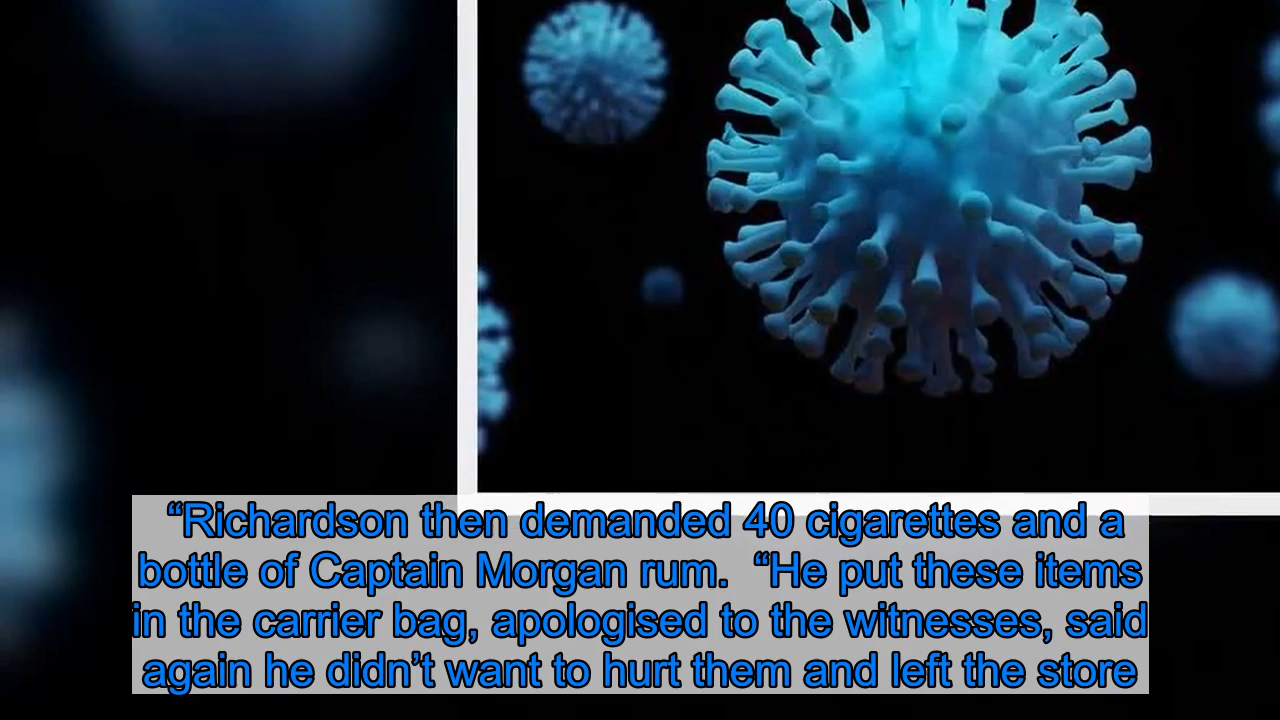 “Richardson then demanded 40 cigarettes and a
bottle of Captain Morgan rum.  “He put these items
in the carrier bag, apologised to the witnesses, said
again he didn’t want to hurt them and left the store